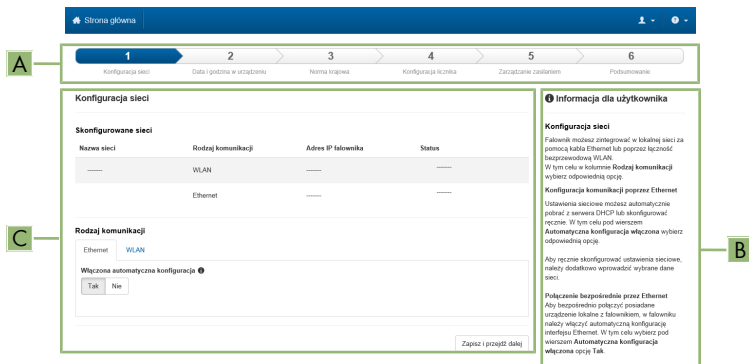 Strona główna
1 2 3 4 5 6
Konfiguracja sieci Data i godzina w urządzeniu Norma krajowa Konfiguracja licznika Zarządzanie zasilaniem Podsumowanie
A
Konfiguracja sieci
Skonfigurowane sieci
Nazwa sieci Rodzaj komunikacji Adres IP falownika Status
WLAN
Ethernet
Rodzaj komunikacji
Ethernet WLAN
Włączona automatyczna konfiguracja
Tak Nie
Zapisz i przejdź dalej
C
Informacja dla użytkownika
Konfiguracja sieci
Falownik możesz zintegrować w lokalnej sieci za
pomocą kabla Ethernet lub poprzez łączność
bezprzewodową WLAN.
W tym celu w kolumnie Rodzaj komunikacji
wybierz odpowiednią opcję.
Konfiguracja komunikacji poprzez Ethernet
Ustawienia sieciowe możesz automatycznie
pobrać z serwera DHCP lub skonfigurować
ręcznie. W tym celu pod wierszem
Automatyczna konfiguracja włączona wybierz
odpowiednią opcję.
Aby ręcznie skonfigurować ustawienia sieciowe,
należy dodatkowo wprowadzić wybrane dane
sieci.
Połączenie bezpośrednie przez Ethernet
Aby bezpośrednio połączyć posiadane
urządzenie lokalne z falownikiem, w falowniku
należy włączyć automatyczną konfigurację
interfejsu Ethernet. W tym celu wybierz pod
wierszem Automatyczna konfiguracja
włączona opcję Tak.
B